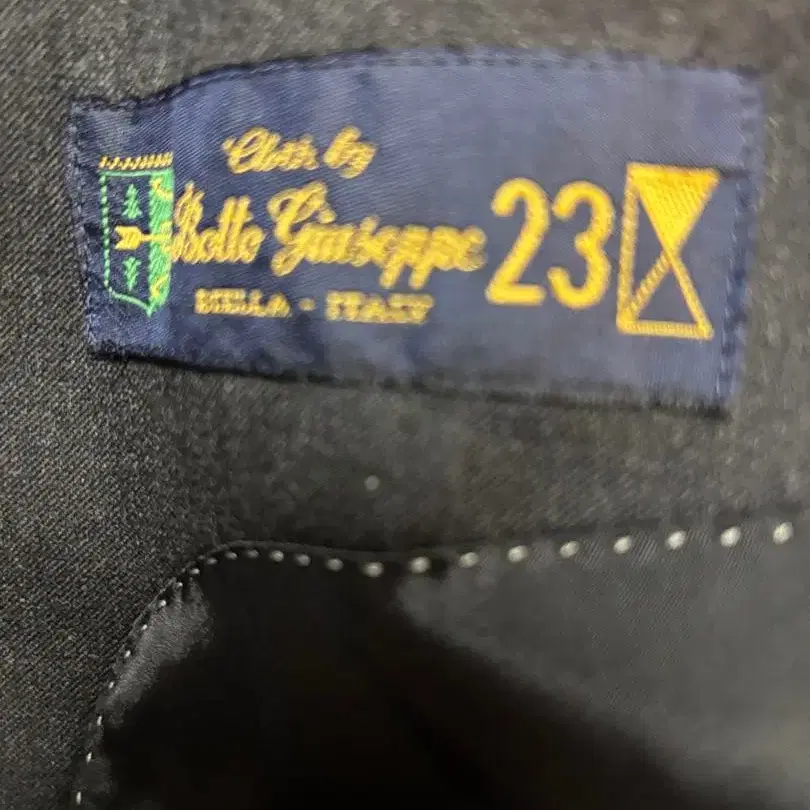 Cloth by
Botto Giuseppe 23
BIELLA - ITALY